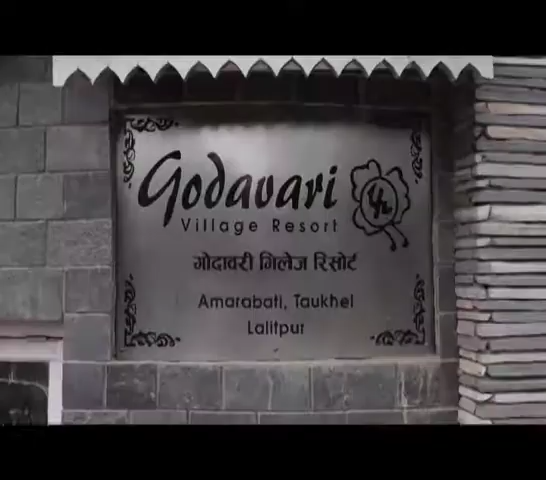 Godavari
Village Resort
गोदावरी भिलेज रिसोर्ट
Amarabati, Taukhel
Lalitpur